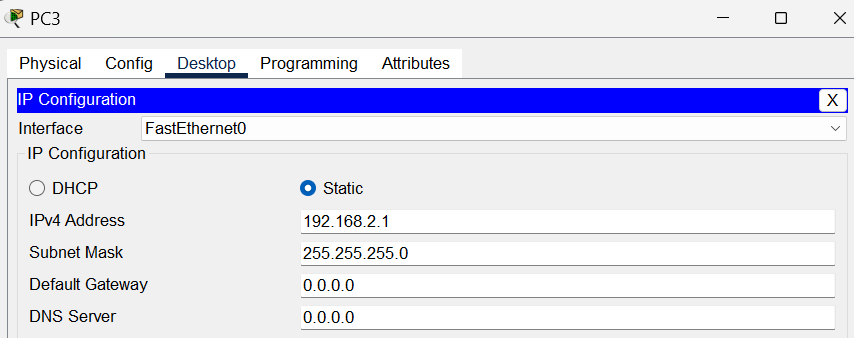 PC3
Physical Config Desktop Programming Attributes
IP Configuration X
Interface FastEthernet0
IP Configuration
DHCP Static
IPv4 Address 192.168.2.1
Subnet Mask 255.255.255.0
Default Gateway 0.0.0.0
DNS Server 0.0.0.0